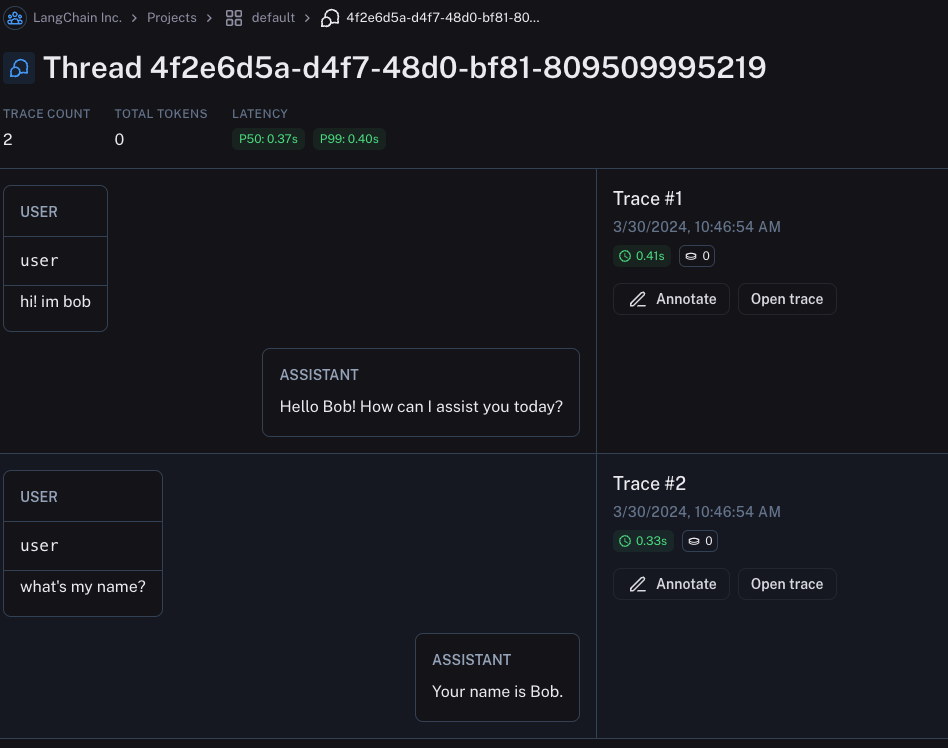 LangChain Inc. > Projects > default > 4f2e6d5a-d4f7-48d0-bf81-80...
Thread 4f2e6d5a-d4f7-48d0-bf81-809509995219
TRACE COUNT TOTAL TOKENS LATENCY
2 0 P50: 0.37s P99: 0.40s
USER
user
hi! im bob
ASSISTANT
Hello Bob! How can I assist you today?
Trace #1
3/30/2024, 10:46:54 AM
0.41s 0
Annotate Open trace
USER
user
what's my name?
ASSISTANT
Your name is Bob.
Trace #2
3/30/2024, 10:46:54 AM
0.33s 0
Annotate Open trace